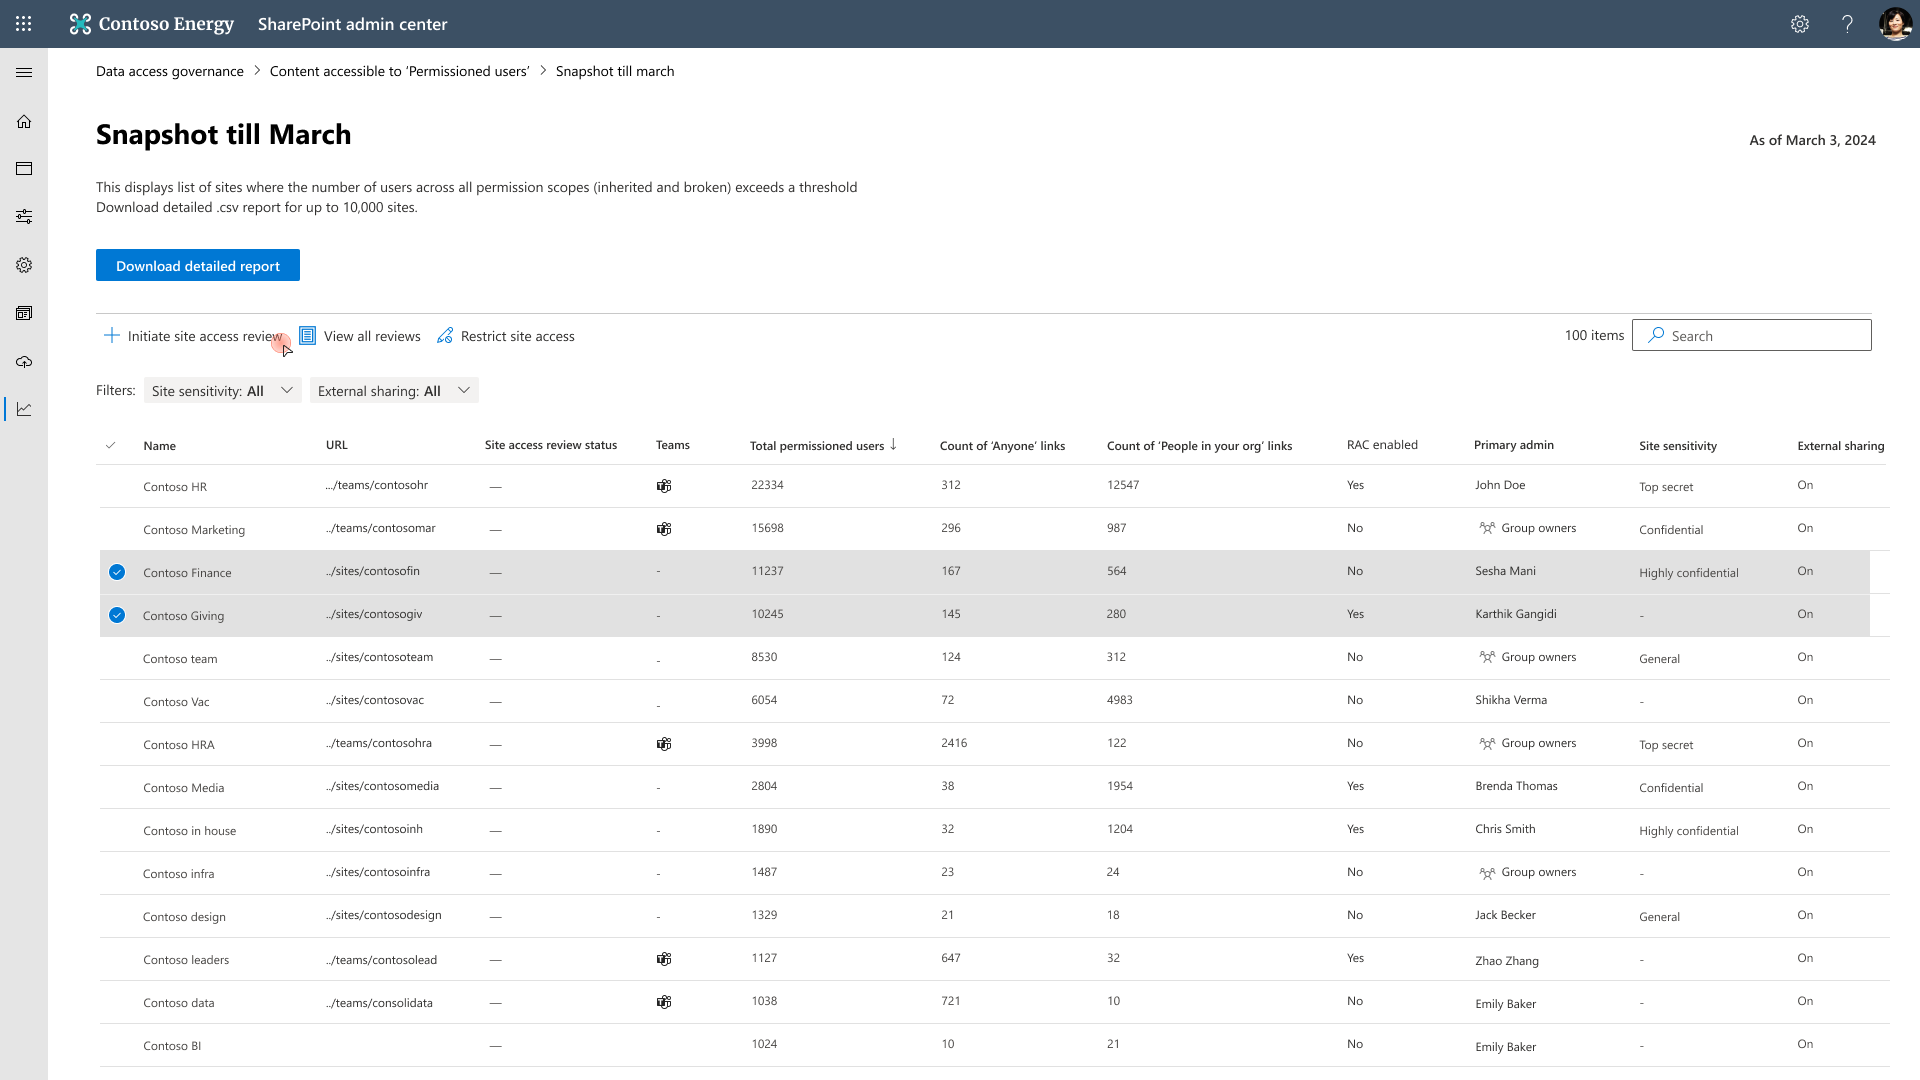 Contoso Energy SharePoint admin center ?
Data access governance > Content accessible to ‘Permissioned users’ > Snapshot till march
Snapshot till March
As of March 3, 2024
This displays list of sites where the number of users across all permission scopes (inherited and broken) exceeds a threshold
Download detailed .csv report for up to 10,000 sites.
Download detailed report
Initiate site access review View all reviews Restrict site access 100 items Search
Filters: Site sensitivity: All External sharing: All
Name URL Site access review status Teams Total permissioned users ↓ Count of ‘Anyone’ links Count of ‘People in your org’ links RAC enabled Primary admin Site sensitivity External sharing
Contoso HR .../teams/contosohr — 22334 312 12547 Yes John Doe Top secret On
Contoso Marketing ../teams/contosomar — 15698 296 987 No Group owners Confidential On
Contoso Finance ../sites/contosofin — - 11237 167 564 No Sesha Mani Highly confidential On
Contoso Giving ../sites/contosogiv — - 10245 145 280 Yes Karthik Gangidi - On
Contoso team ../sites/contosoteam — - 8530 124 312 No Group owners General On
Contoso Vac ../sites/contosovac — - 6054 72 4983 No Shikha Verma - On
Contoso HRA ../teams/contosohra — 3998 2416 122 No Group owners Top secret On
Contoso Media ../sites/contosomedia — - 2804 38 1954 Yes Brenda Thomas Confidential On
Contoso in house ../sites/contosoinh — - 1890 32 1204 Yes Chris Smith Highly confidential On
Contoso infra ../sites/contosoinfra — - 1487 23 24 No Group owners - On
Contoso design ../sites/contosodesign — - 1329 21 18 No Jack Becker General On
Contoso leaders ../teams/contosolead — 1127 647 32 Yes Zhao Zhang - On
Contoso data ../teams/consolidata — 1038 721 10 No Emily Baker - On
Contoso BI — 1024 10 21 No Emily Baker - On